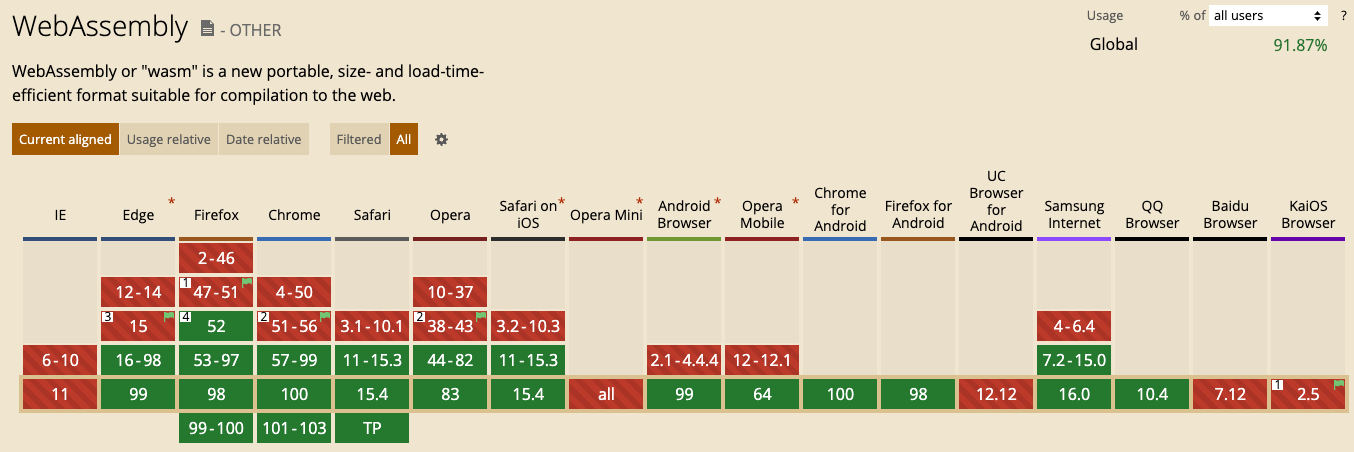 WebAssembly - OTHER
Usage % of all users ?
Global 91.87%
WebAssembly or "wasm" is a new portable, size- and load-time-
efficient format suitable for compilation to the web.
Current aligned Usage relative Date relative Filtered All
IE
Edge *
Firefox
Chrome
Safari
Opera
Safari on *
iOS
Opera Mini *
Android *
Browser
Opera *
Mobile
Chrome
for
Android
Firefox for
Android
UC
Browser
for
Android
Samsung
Internet
QQ
Browser
Baidu
Browser
KaiOS
Browser
2-46
12-14 1 47-51 4-50 10-37
3 15 4 52 2 51-56 3.1-10.1 2 38-43 3.2-10.3 4-6.4
6-10 16-98 53-97 57-99 11-15.3 44-82 11-15.3 2.1-4.4.4 12-12.1 7.2-15.0
11 99 98 100 15.4 83 15.4 all 99 64 100 98 12.12 16.0 10.4 7.12 1 2.5
99-100 101-103 TP